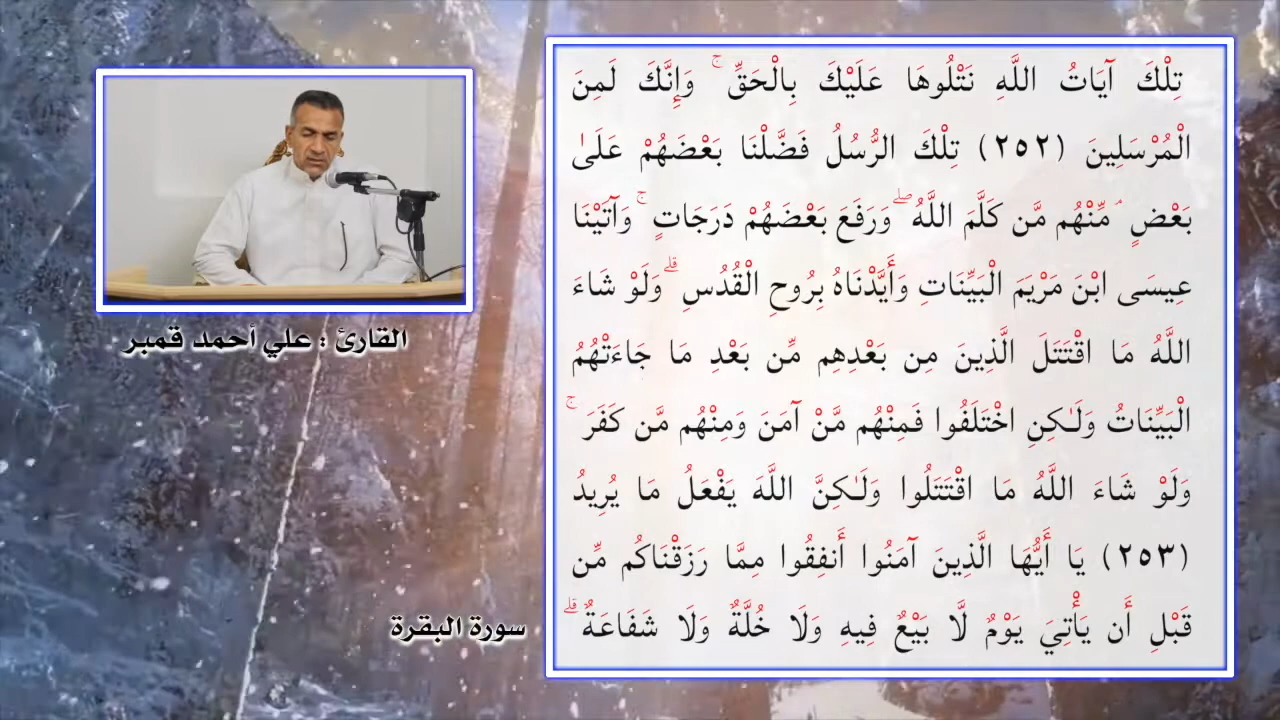 تِلْكَ آيَاتُ اللَّهِ نَتْلُوهَا عَلَيْكَ بِالْحَقِّ ۚ وَإِنَّكَ لَمِنَ
الْمُرْسَلِينَ (٢٥٢) تِلْكَ الرُّسُلُ فَضَّلْنَا بَعْضَهُمْ عَلَىٰ
بَعْضٍ ۘ مِّنْهُم مَّن كَلَّمَ اللَّهُ ۖ وَرَفَعَ بَعْضَهُمْ دَرَجَاتٍ ۚ وَآتَيْنَا
عِيسَى ابْنَ مَرْيَمَ الْبَيِّنَاتِ وَأَيَّدْنَاهُ بِرُوحِ الْقُدُسِ ۗ وَلَوْ شَاءَ
اللَّهُ مَا اقْتَتَلَ الَّذِينَ مِن بَعْدِهِم مِّن بَعْدِ مَا جَاءَتْهُمُ
الْبَيِّنَاتُ وَلَـٰكِنِ اخْتَلَفُوا فَمِنْهُم مَّنْ آمَنَ وَمِنْهُم مَّن كَفَرَ ۚ
وَلَوْ شَاءَ اللَّهُ مَا اقْتَتَلُوا وَلَـٰكِنَّ اللَّهَ يَفْعَلُ مَا يُرِيدُ
(٢٥٣) يَا أَيُّهَا الَّذِينَ آمَنُوا أَنفِقُوا مِمَّا رَزَقْنَاكُم مِّن
قَبْلِ أَن يَأْتِيَ يَوْمٌ لَّا بَيْعٌ فِيهِ وَلَا خُلَّةٌ وَلَا شَفَاعَةٌ ۗ
القارئ : علي أحمد قمبر
سورة البقرة